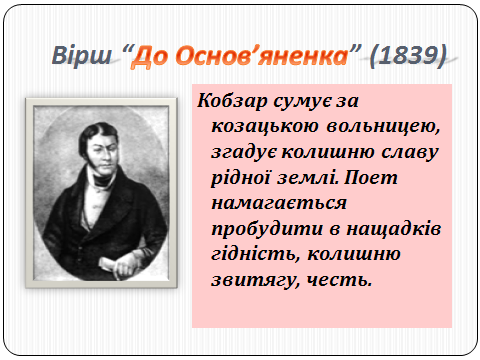 Вірш “До Основ’яненка” (1839)
Кобзар сумує за
козацькою вольницею,
згадує колишню славу
рідної землі. Поет
намагається
пробудити в нащадків
гідність, колишню
звитягу, честь.